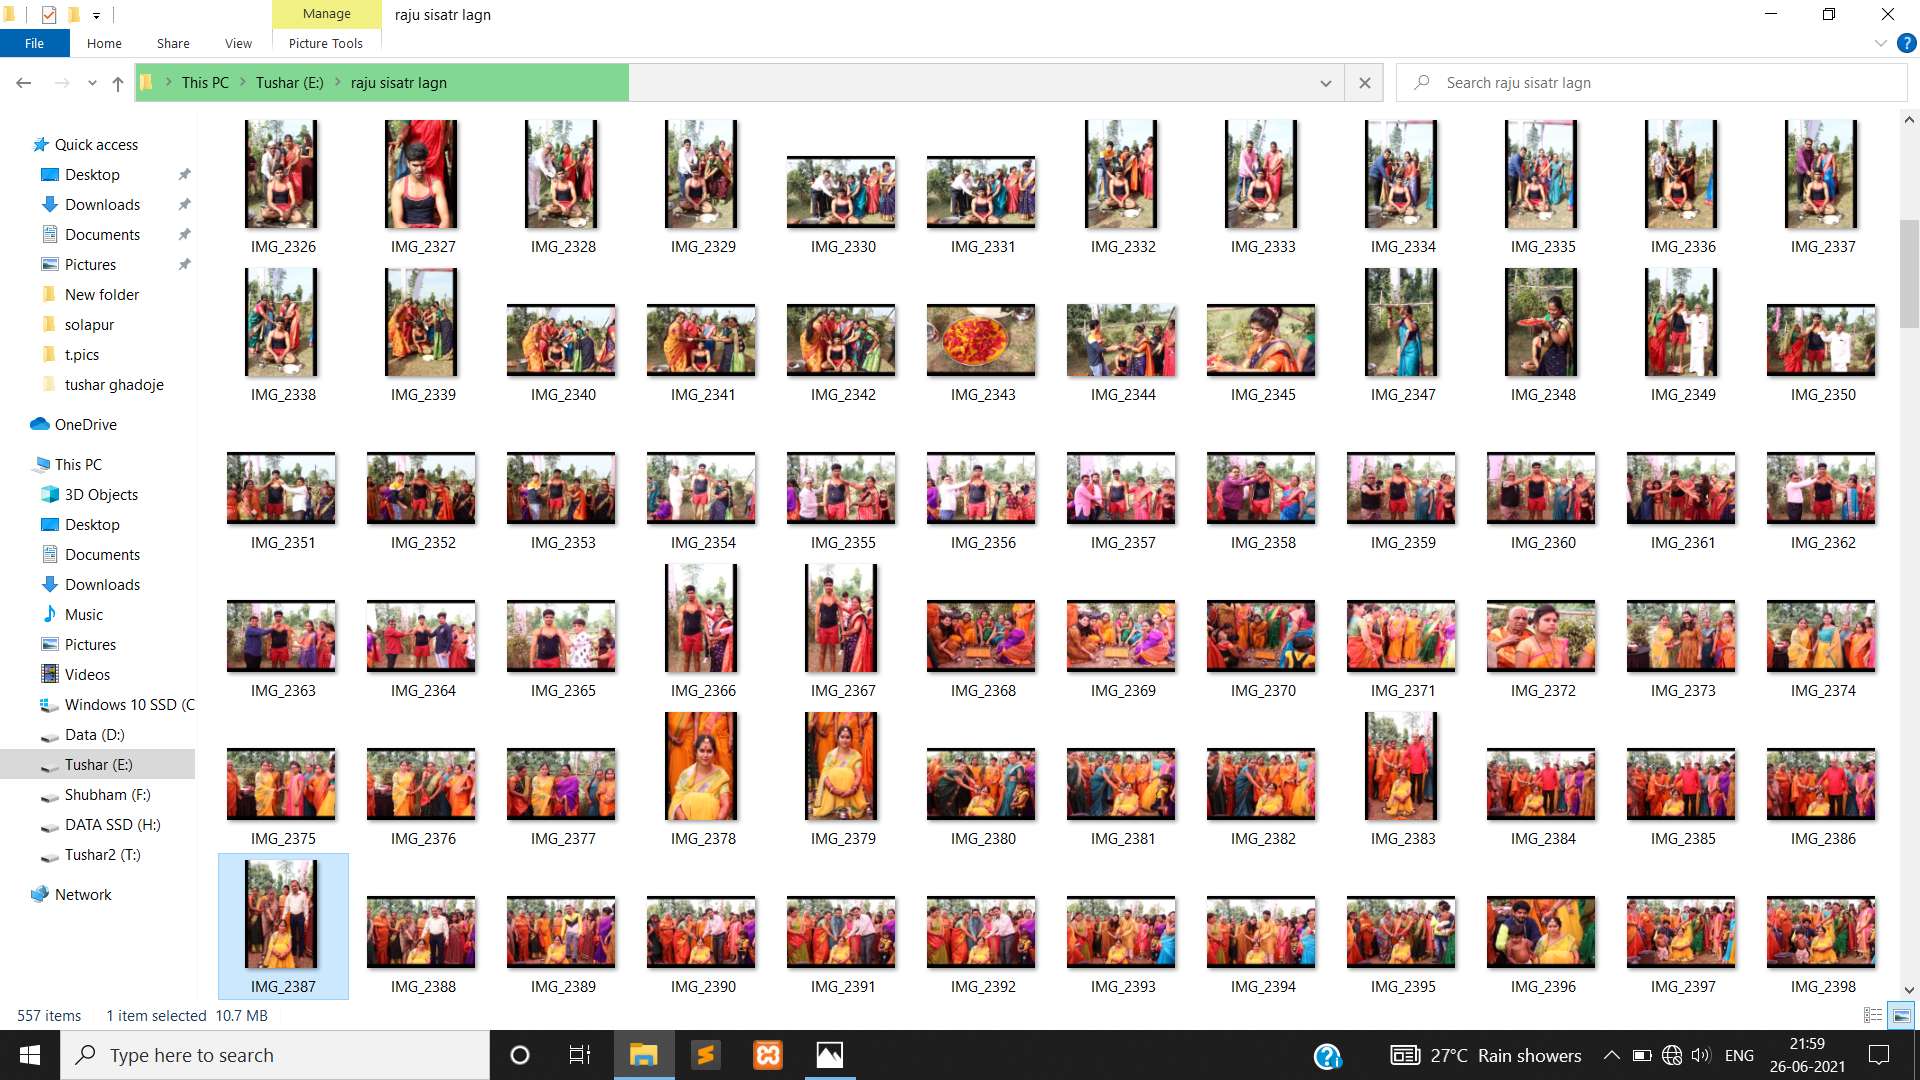 Manage raju sisatr lagn
File Home Share View Picture Tools
This PC Tushar (E:) raju sisatr lagn Search raju sisatr lagn
Quick access
Desktop
Downloads
Documents
Pictures
New folder
solapur
t.pics
tushar ghadoje
OneDrive
This PC
3D Objects
Desktop
Documents
Downloads
Music
Pictures
Videos
Windows 10 SSD (C
Data (D:)
Tushar (E:)
Shubham (F:)
DATA SSD (H:)
Tushar2 (T:)
Network
IMG_2326 IMG_2327 IMG_2328 IMG_2329 IMG_2330 IMG_2331 IMG_2332 IMG_2333 IMG_2334 IMG_2335 IMG_2336 IMG_2337
IMG_2338 IMG_2339 IMG_2340 IMG_2341 IMG_2342 IMG_2343 IMG_2344 IMG_2345 IMG_2347 IMG_2348 IMG_2349 IMG_2350
IMG_2351 IMG_2352 IMG_2353 IMG_2354 IMG_2355 IMG_2356 IMG_2357 IMG_2358 IMG_2359 IMG_2360 IMG_2361 IMG_2362
IMG_2363 IMG_2364 IMG_2365 IMG_2366 IMG_2367 IMG_2368 IMG_2369 IMG_2370 IMG_2371 IMG_2372 IMG_2373 IMG_2374
IMG_2375 IMG_2376 IMG_2377 IMG_2378 IMG_2379 IMG_2380 IMG_2381 IMG_2382 IMG_2383 IMG_2384 IMG_2385 IMG_2386
IMG_2387 IMG_2388 IMG_2389 IMG_2390 IMG_2391 IMG_2392 IMG_2393 IMG_2394 IMG_2395 IMG_2396 IMG_2397 IMG_2398
557 items 1 item selected 10.7 MB
Type here to search 27°C Rain showers ENG 21:59
26-06-2021